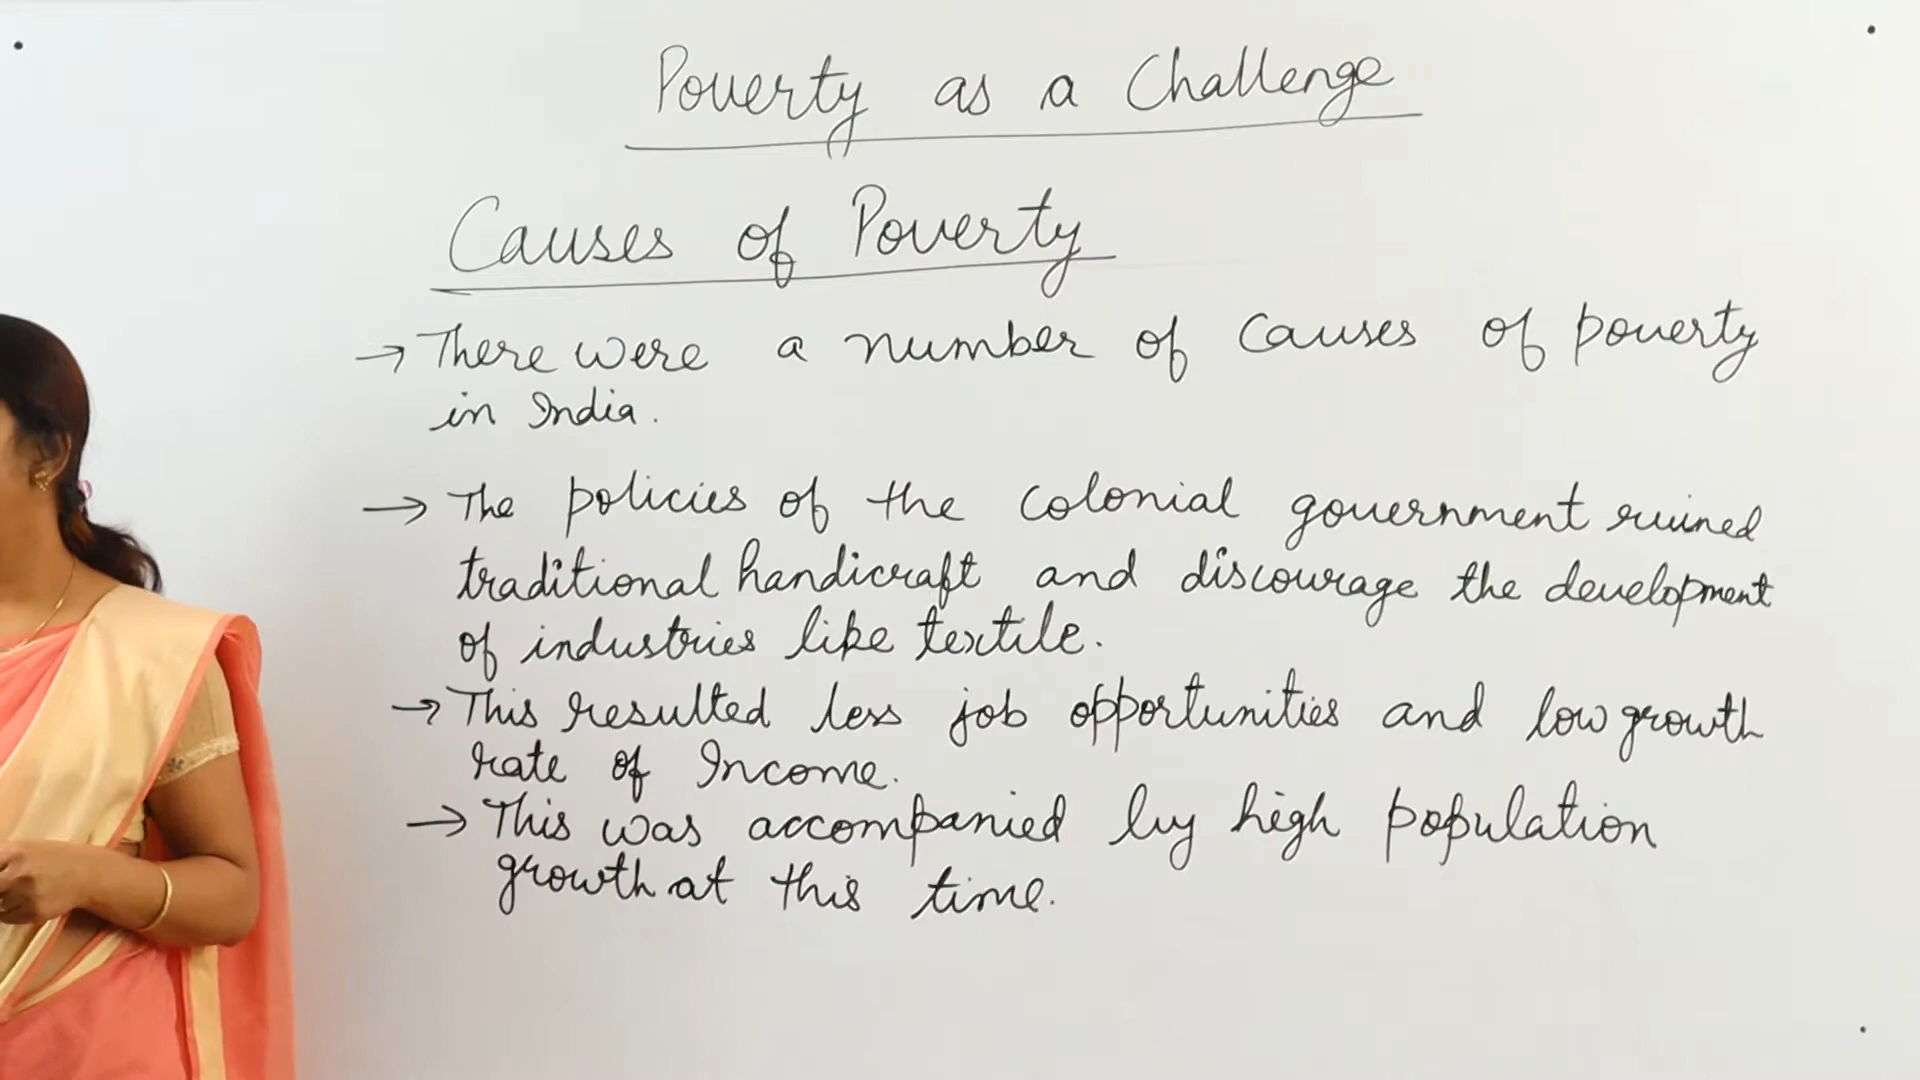 Poverty as a Challenge
Causes of Poverty
→ There were a number of causes of poverty
in India.
→ The policies of the colonial government ruined
traditional handicraft and discourage the development
of industries like textile.
→ This resulted less job opportunities and low growth
rate of Income.
→ This was accompanied by high population
growth at this time.